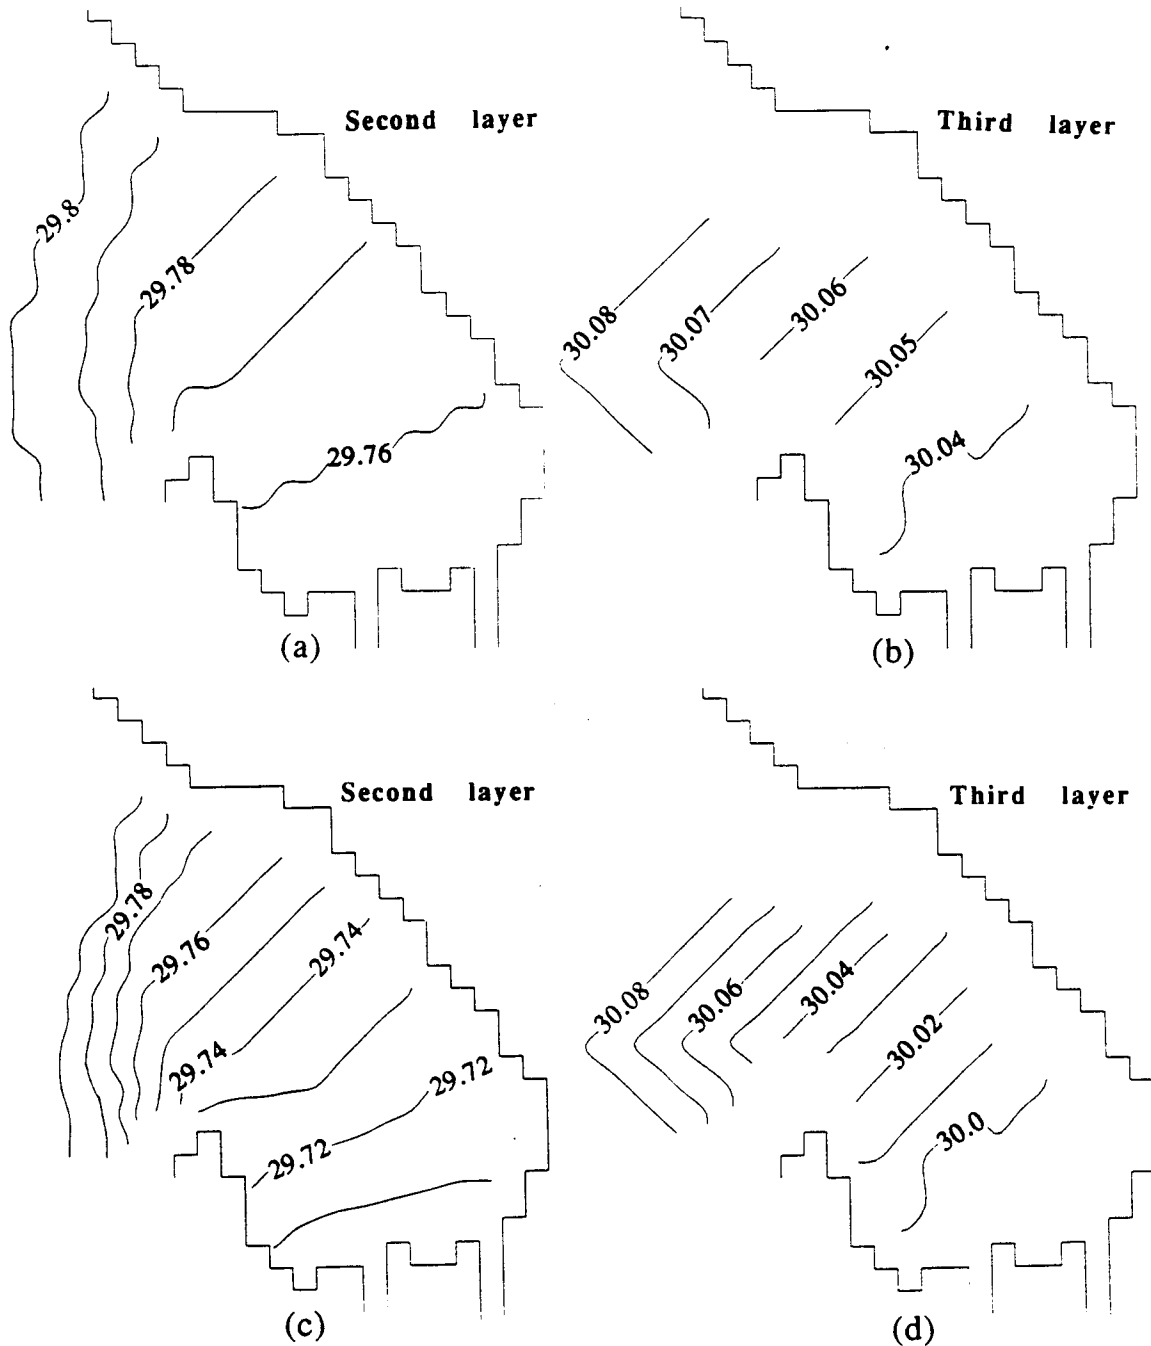 Second layer
29.8
29.78
29.76
(a)
Third layer
30.08
30.07
30.06
30.05
30.04
(b)
Second layer
29.78
29.76
29.74
29.74
29.72
29.72
(c)
Third layer
30.08
30.06
30.04
30.02
30.0
(d)